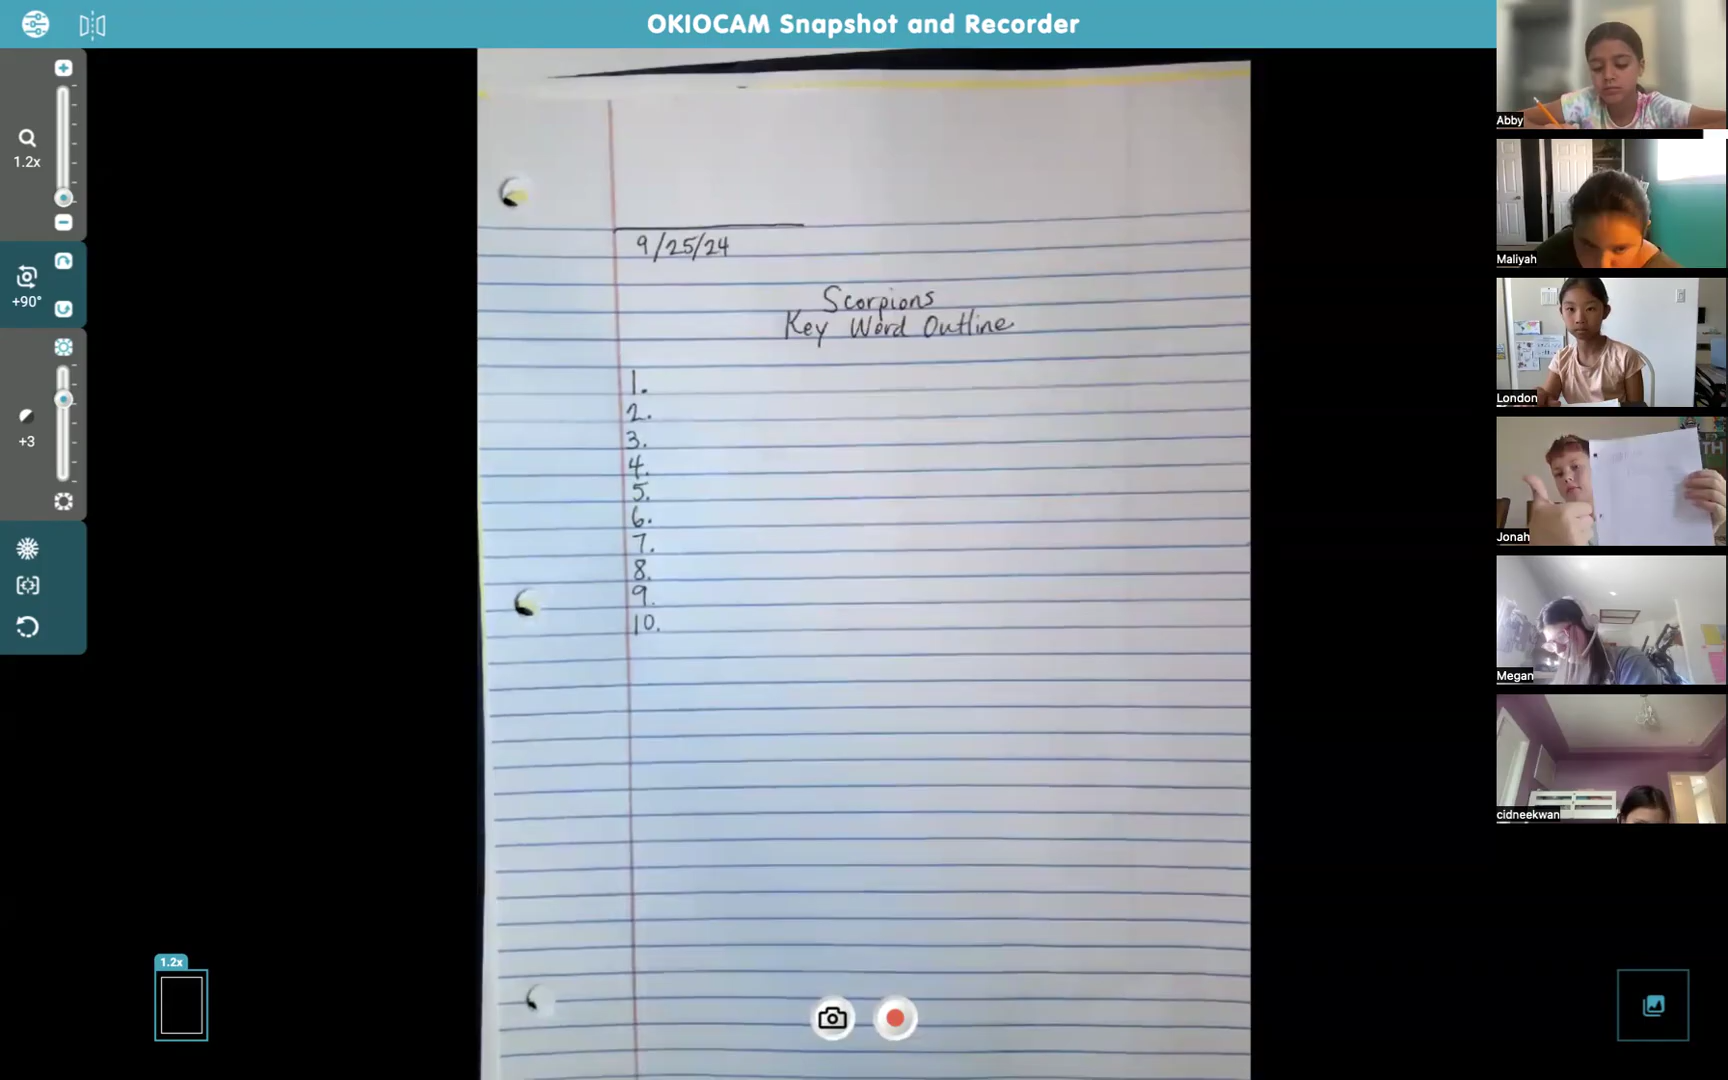 OKIOCAM Snapshot and Recorder
1.2x
+90°
+3
9/25/24
Scorpions
Key Word Outline
1.
2.
3.
4.
5.
6.
7.
8.
9.
10.
1.2x
Abby
Maliyah
London
TH
Jonah
Megan
cidneekwan